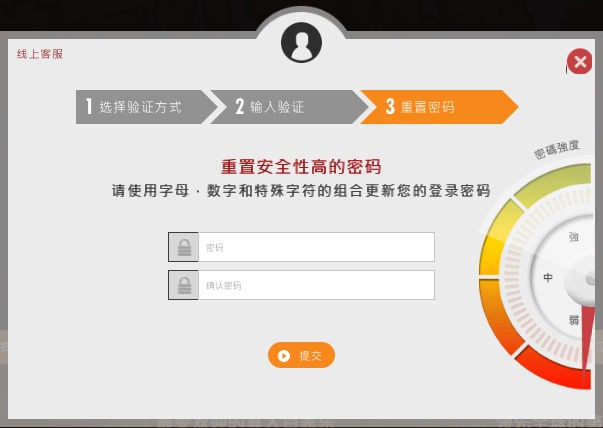 线上客服
1 选择验证方式
2 输入验证
3 重置密码
密碼強度
重置安全性高的密码
请使用字母·数字和特殊字符的组合更新您的登录密码
強
密码
中
确认密码
弱
提交